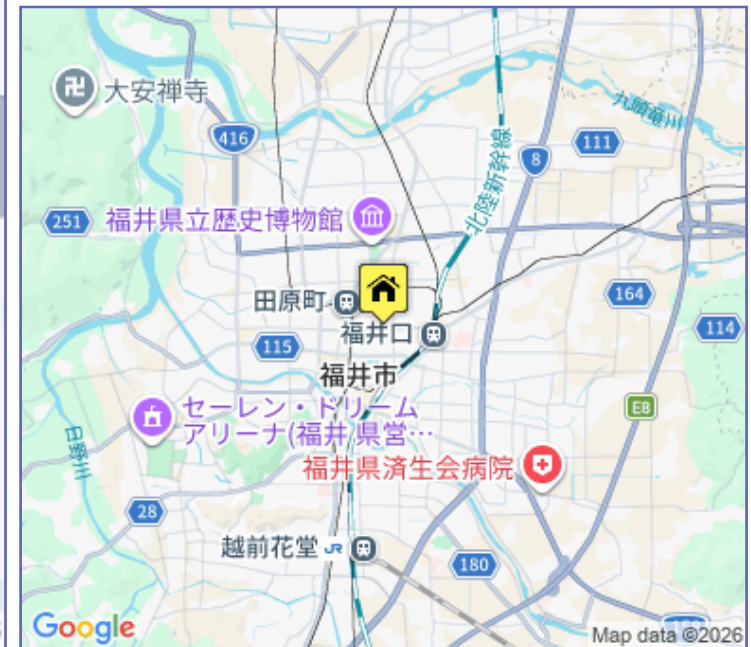 大安禅寺
九頭竜川
416
111
8
北陸新幹線
251
福井県立歴史博物館
田原町
164
福井口
114
115
福井市
セーレン・ドリーム
アリーナ(福井県営…
E8
日野川
福井県済生会病院
28
越前花堂 JR
180
Google
Map data ©2026